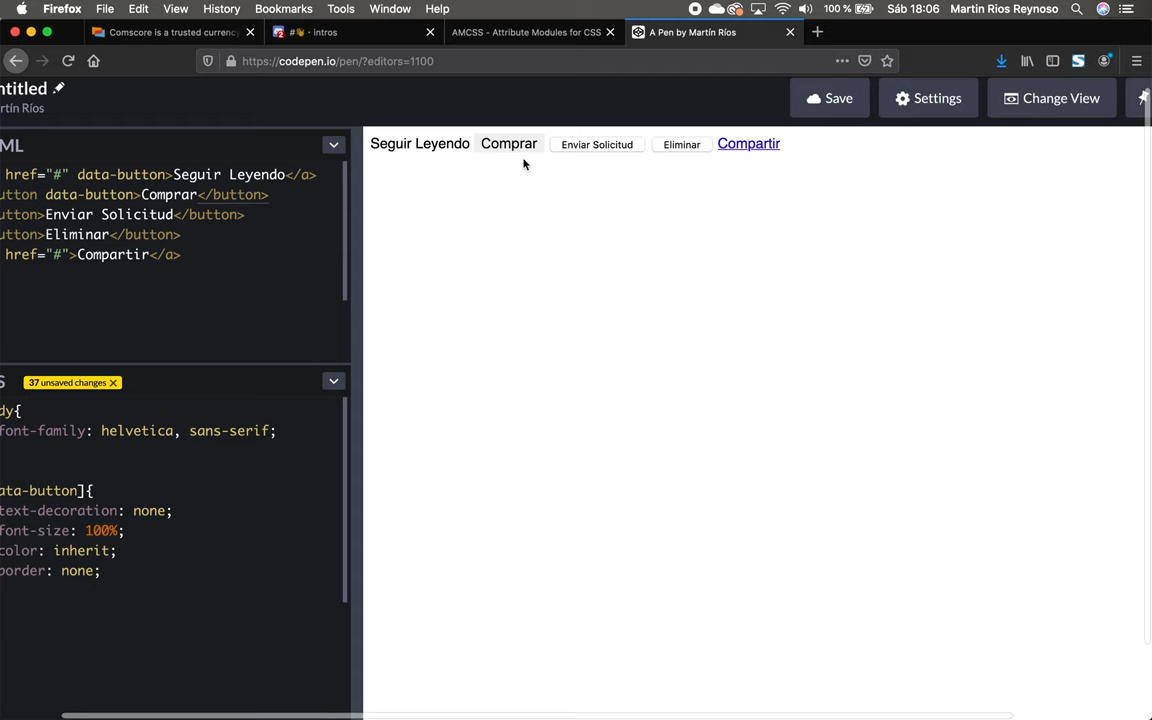 Firefox File Edit View History Bookmarks Tools Window Help 100 % Sáb 18:06 Martin Rios Reynoso
Comscore is a trusted currency
# · intros
AMCSS - Attribute Modules for CSS
A Pen by Martín Ríos
https://codepen.io/pen/?editors=1100
ntitled
rtín Ríos
Save
Settings
Change View
ML
href="#" data-button>Seguir Leyendo</a>
utton data-button>Comprar</button>
utton>Enviar Solicitud</button>
utton>Eliminar</button>
href="#">Compartir</a>
S 37 unsaved changes
dy{
font-family: helvetica, sans-serif;
ata-button]{
text-decoration: none;
font-size: 100%;
color: inherit;
border: none;
Seguir Leyendo Comprar Enviar Solicitud Eliminar Compartir